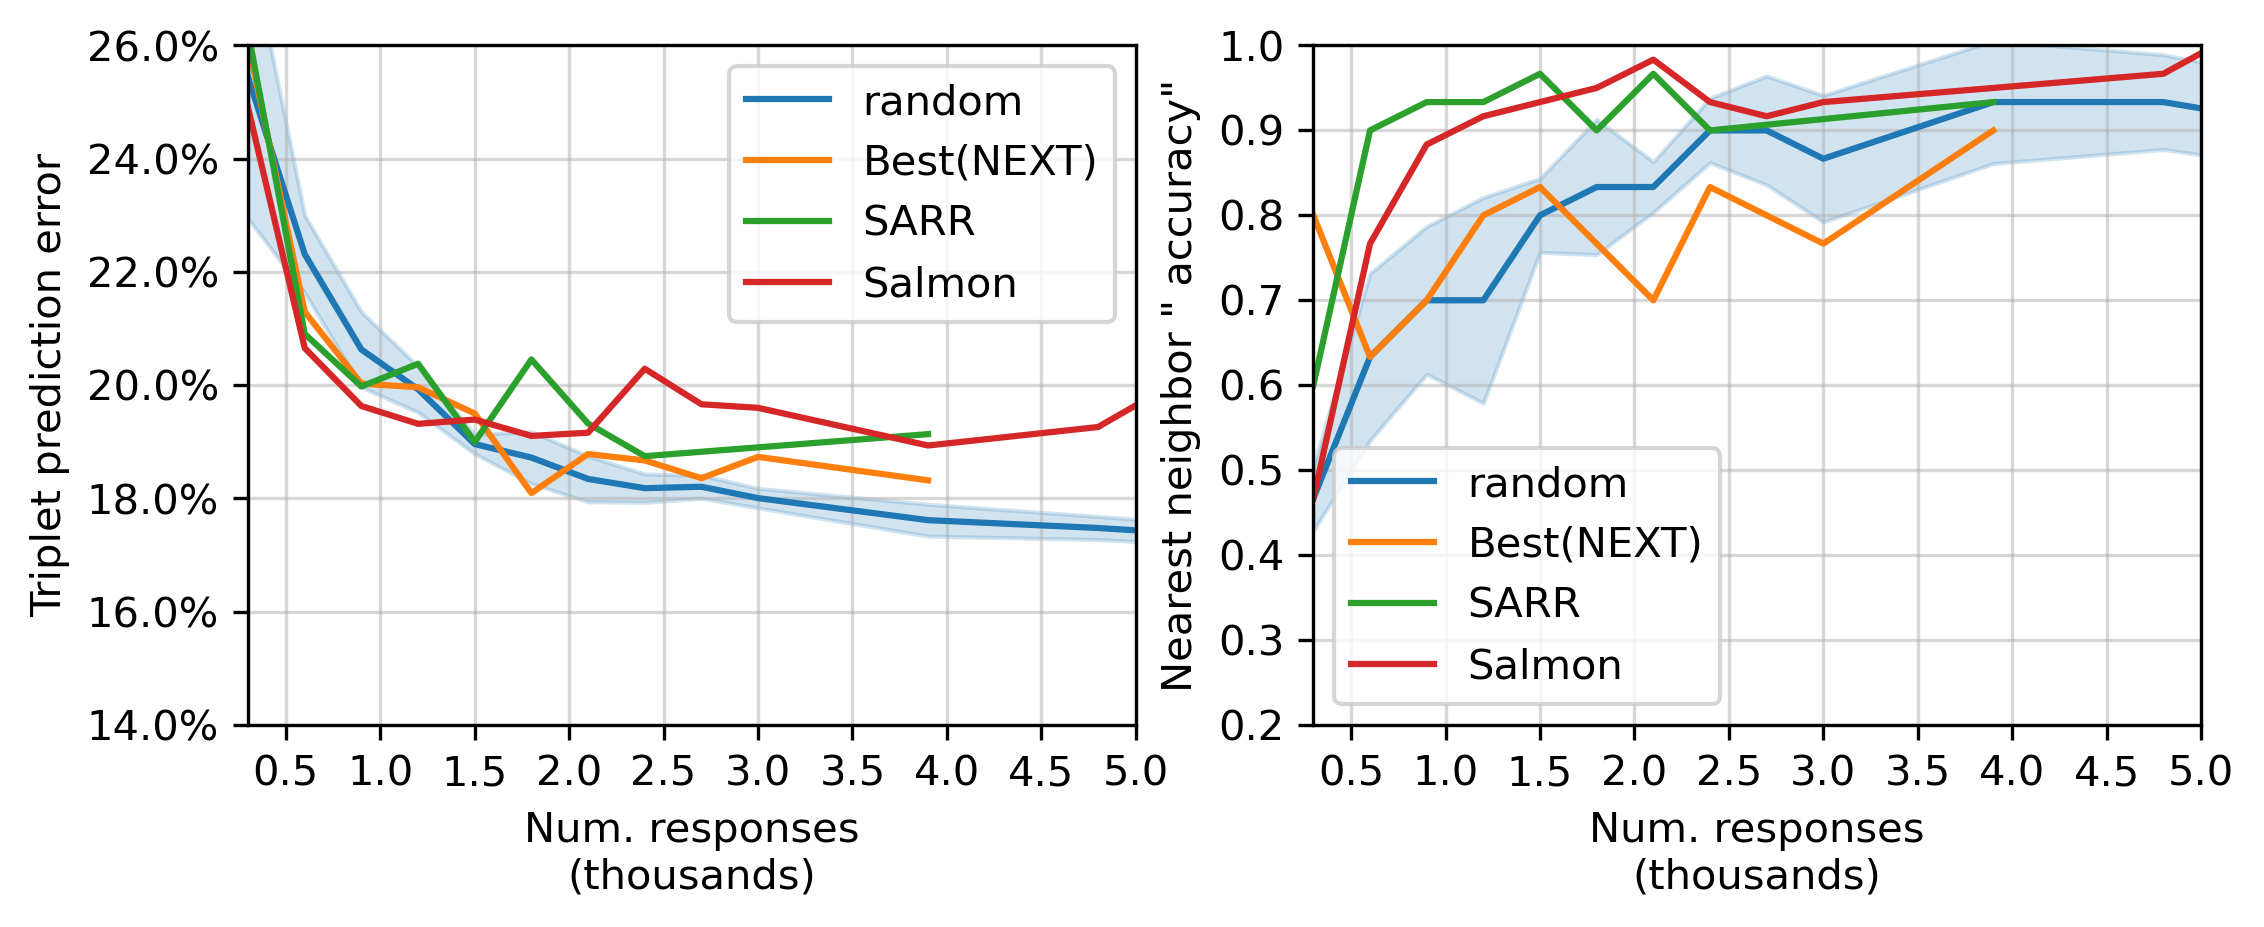 26.0%
24.0%
22.0%
20.0%
18.0%
16.0%
14.0%
Triplet prediction error
random
Best(NEXT)
SARR
Salmon
0.5 1.0 1.5 2.0 2.5 3.0 3.5 4.0 4.5 5.0
Num. responses
(thousands)
1.0
0.9
0.8
0.7
0.6
0.5
0.4
0.3
0.2
Nearest neighbor " accuracy"
random
Best(NEXT)
SARR
Salmon
0.5 1.0 1.5 2.0 2.5 3.0 3.5 4.0 4.5 5.0
Num. responses
(thousands)